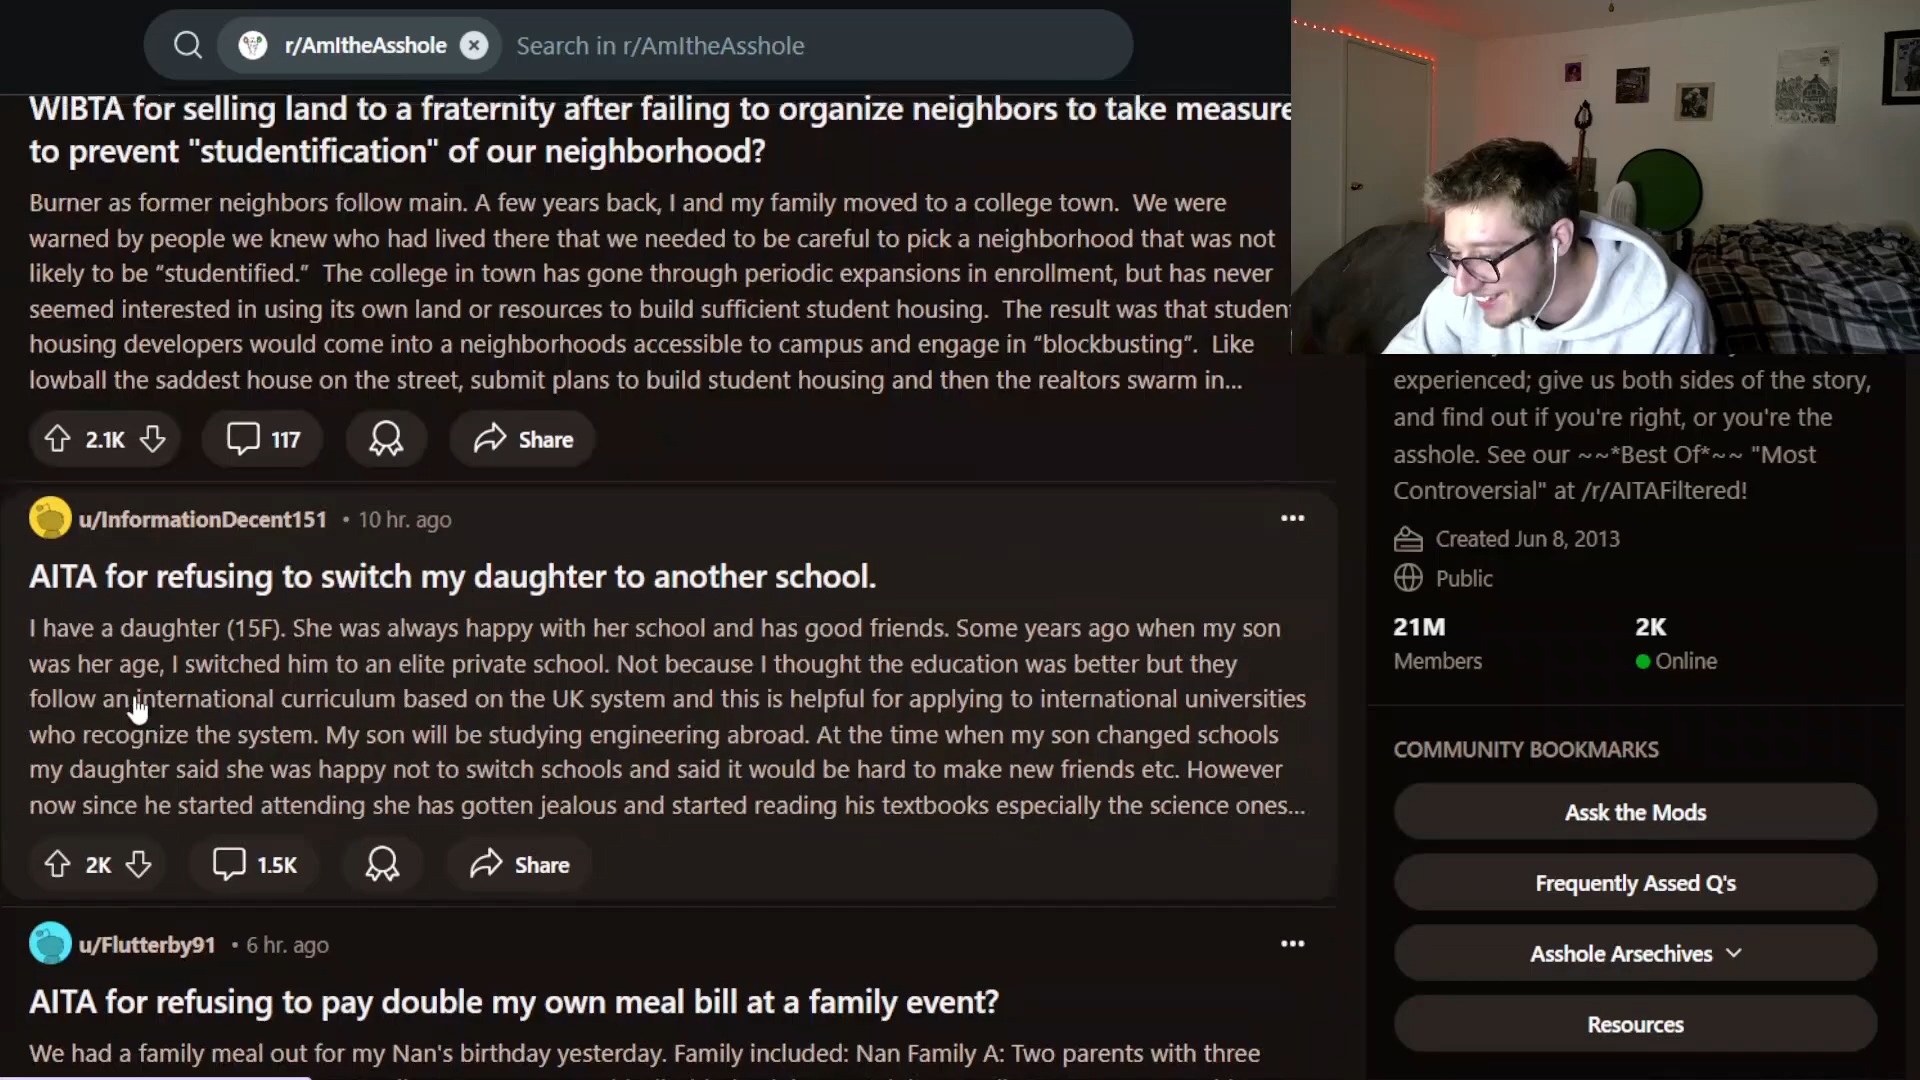 r/AmItheAsshole
Search in r/AmItheAsshole
WIBTA for selling land to a fraternity after failing to organize neighbors to take measure
to prevent "studentification" of our neighborhood?
Burner as former neighbors follow main. A few years back, I and my family moved to a college town. We were
warned by people we knew who had lived there that we needed to be careful to pick a neighborhood that was not
likely to be “studentified.” The college in town has gone through periodic expansions in enrollment, but has never
seemed interested in using its own land or resources to build sufficient student housing. The result was that studen
housing developers would come into a neighborhoods accessible to campus and engage in “blockbusting”. Like
lowball the saddest house on the street, submit plans to build student housing and then the realtors swarm in...
2.1K
117
Share
u/InformationDecent151 • 10 hr. ago
AITA for refusing to switch my daughter to another school.
I have a daughter (15F). She was always happy with her school and has good friends. Some years ago when my son
was her age, I switched him to an elite private school. Not because I thought the education was better but they
follow an international curriculum based on the UK system and this is helpful for applying to international universities
who recognize the system. My son will be studying engineering abroad. At the time when my son changed schools
my daughter said she was happy not to switch schools and said it would be hard to make new friends etc. However
now since he started attending she has gotten jealous and started reading his textbooks especially the science ones...
2K
1.5K
Share
u/Flutterby91 • 6 hr. ago
AITA for refusing to pay double my own meal bill at a family event?
We had a family meal out for my Nan's birthday yesterday. Family included: Nan Family A: Two parents with three
experienced; give us both sides of the story,
and find out if you're right, or you're the
asshole. See our ~~*Best Of*~~ "Most
Controversial" at /r/AITAFiltered!
Created Jun 8, 2013
Public
21M
Members
2K
Online
COMMUNITY BOOKMARKS
Assk the Mods
Frequently Assed Q's
Asshole Arsechives
Resources